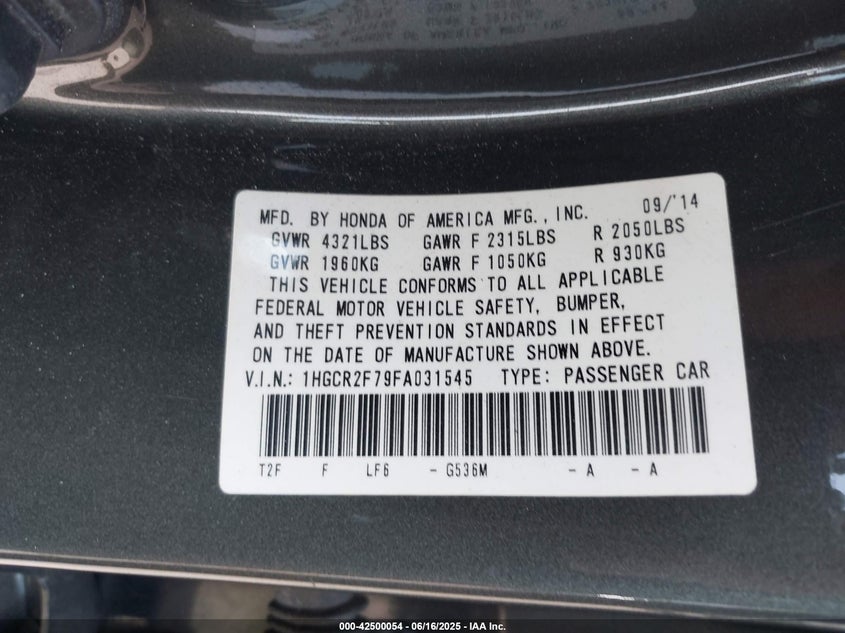 MFD. BY HONDA OF AMERICA MFG., INC. 09/'14
GVWR 4321LBS GAWR F 2315LBS R 2050LBS
GVWR 1960KG GAWR F 1050KG R 930KG
THIS VEHICLE CONFORMS TO ALL APPLICABLE
FEDERAL MOTOR VEHICLE SAFETY, BUMPER,
AND THEFT PREVENTION STANDARDS IN EFFECT
ON THE DATE OF MANUFACTURE SHOWN ABOVE.
V.I.N.: 1HGCR2F79FA031545 TYPE: PASSENGER CAR
T2F F LF6 - G536M - A - A
000-42500054 - 06/16/2025 - IAA Inc.